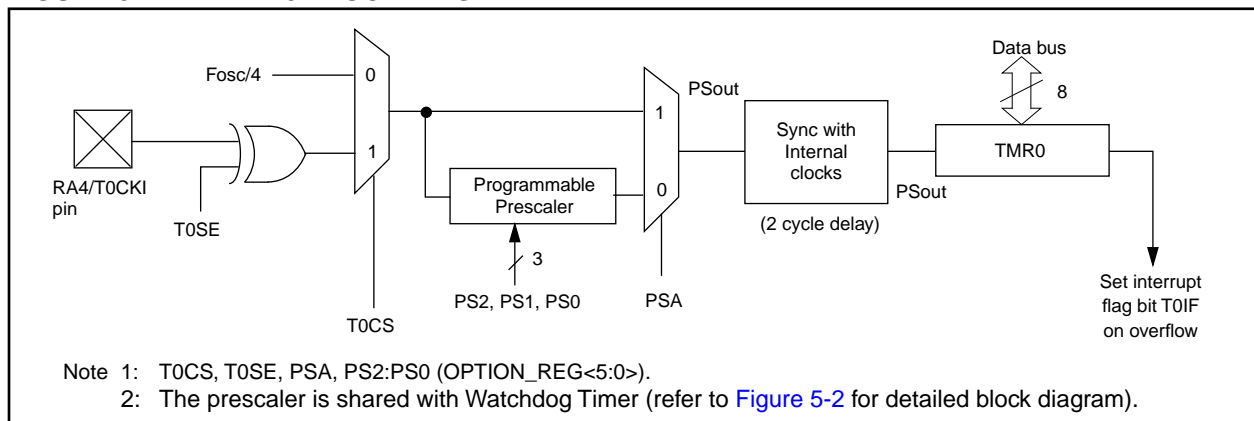 Data bus
8
Fosc/4
0
1
RA4/T0CKI
pin
T0SE
T0CS
Programmable
Prescaler
3
PS2, PS1, PS0
1
0
PSA
PSout
Sync with
Internal
clocks
(2 cycle delay)
PSout
TMR0
Set interrupt
flag bit T0IF
on overflow
Note 1: T0CS, T0SE, PSA, PS2:PS0 (OPTION_REG<5:0>).
2: The prescaler is shared with Watchdog Timer (refer to Figure 5-2 for detailed block diagram).